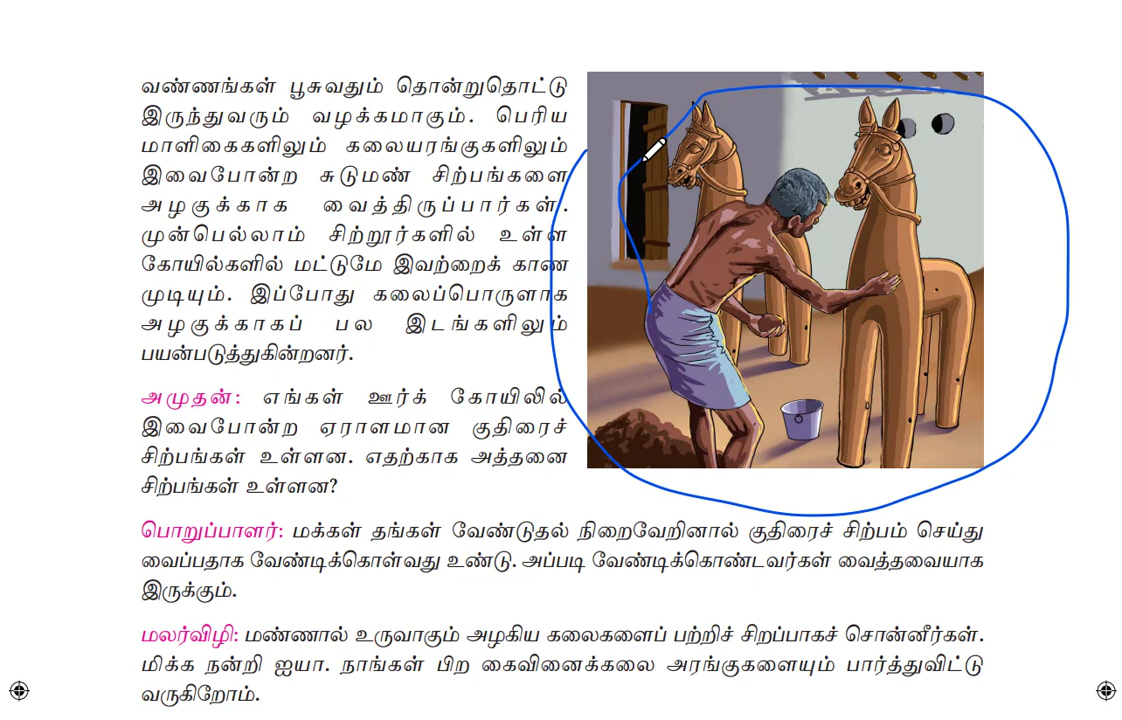 வண்ணங்கள் பூசுவதும் தொன்றுதொட்டு
இருந்துவரும் வழக்கமாகும். பெரிய
மாளிகைகளிலும் கலையரங்குகளிலும்
இவைபோன்ற சுடுமண் சிற்பங்களை
அழகுக்காக வைத்திருப்பார்கள்.
முன்பெல்லாம் சிற்றூர்களில் உள்ள
கோயில்களில் மட்டுமே இவற்றைக் காண
முடியும். இப்போது கலைப்பொருளாக
அழகுக்காகப் பல இடங்களிலும்
பயன்படுத்துகின்றனர்.
அமுதன்: எங்கள் ஊர்க் கோயிலில்
இவைபோன்ற ஏராளமான குதிரைச்
சிற்பங்கள் உள்ளன. எதற்காக அத்தனை
சிற்பங்கள் உள்ளன?
பொறுப்பாளர்: மக்கள் தங்கள் வேண்டுதல் நிறைவேறினால் குதிரைச் சிற்பம் செய்து
வைப்பதாக வேண்டிக்கொள்வது உண்டு. அப்படி வேண்டிக்கொண்டவர்கள் வைத்தவையாக
இருக்கும்.
மலர்விழி: மண்ணால் உருவாகும் அழகிய கலைகளைப் பற்றிச் சிறப்பாகச் சொன்னீர்கள்.
மிக்க நன்றி ஐயா. நாங்கள் பிற கைவினைக்கலை அரங்குகளையும் பார்த்துவிட்டு
வருகிறோம்.